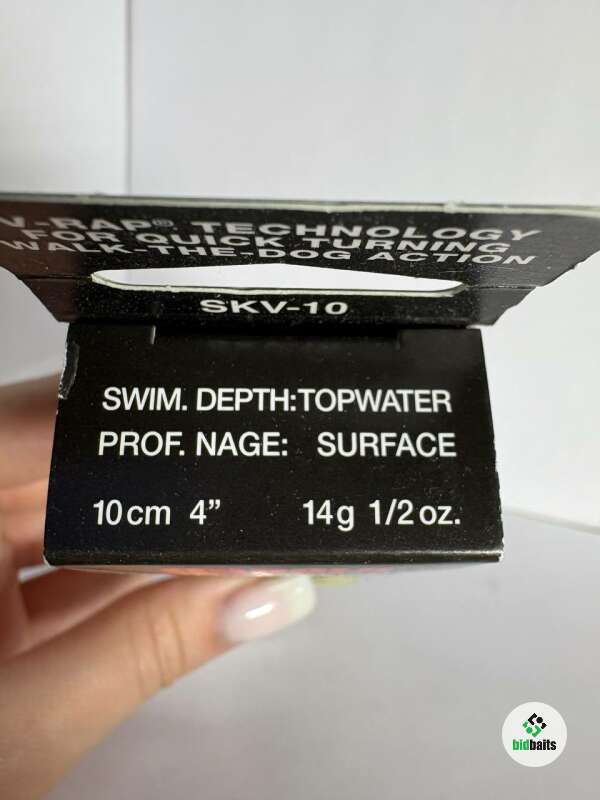 V-RAP® TECHNOLOGY
FOR QUICK TURNING
WALK-THE-DOG ACTION
SKV-10
SWIM. DEPTH:TOPWATER
PROF. NAGE: SURFACE
10cm 4” 14g 1/2 oz.
bidbaits